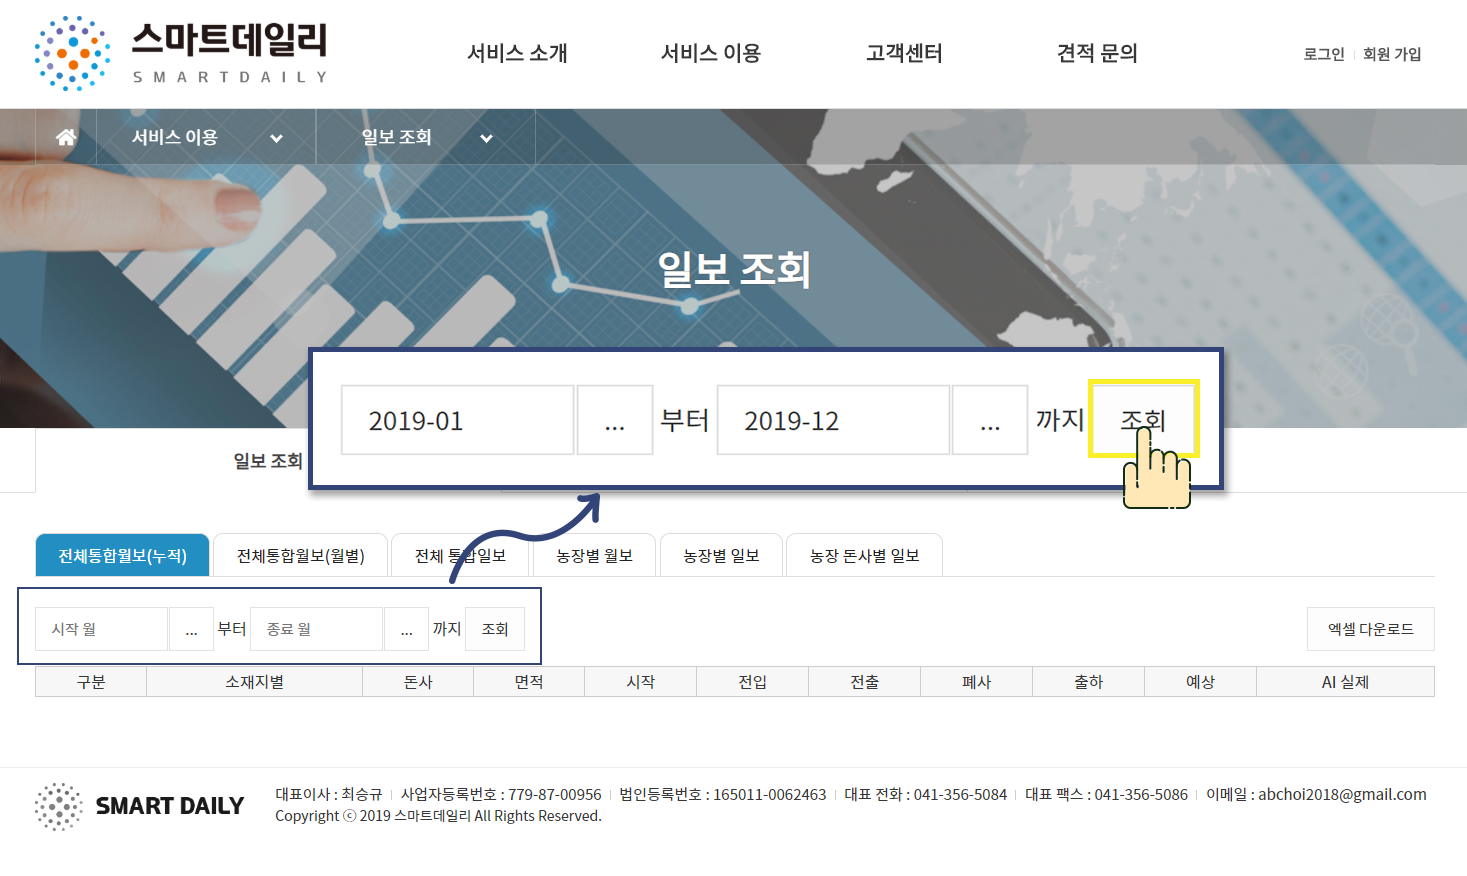 스마트데일리
SMARTDAILY
서비스 소개 서비스 이용 고객센터 견적 문의
로그인 회원 가입
서비스 이용 일보 조회
일보 조회
2019-01 ... 부터 2019-12 ... 까지 조회
일보 조회
전체통합월보(누적) 전체통합월보(월별) 전체 통합일보 농장별 월보 농장별 일보 농장 돈사별 일보
시작 월 ... 부터 종료 월 ... 까지 조회 엑셀 다운로드
구분 소재지별 돈사 면적 시작 전입 전출 폐사 출하 예상 AI 실제
SMART DAILY
대표이사 : 최승규 사업자등록번호 : 779-87-00956 법인등록번호 : 165011-0062463 대표 전화 : 041-356-5084 대표 팩스 : 041-356-5086 이메일 : abchoi2018@gmail.com
Copyright ⓒ 2019 스마트데일리 All Rights Reserved.